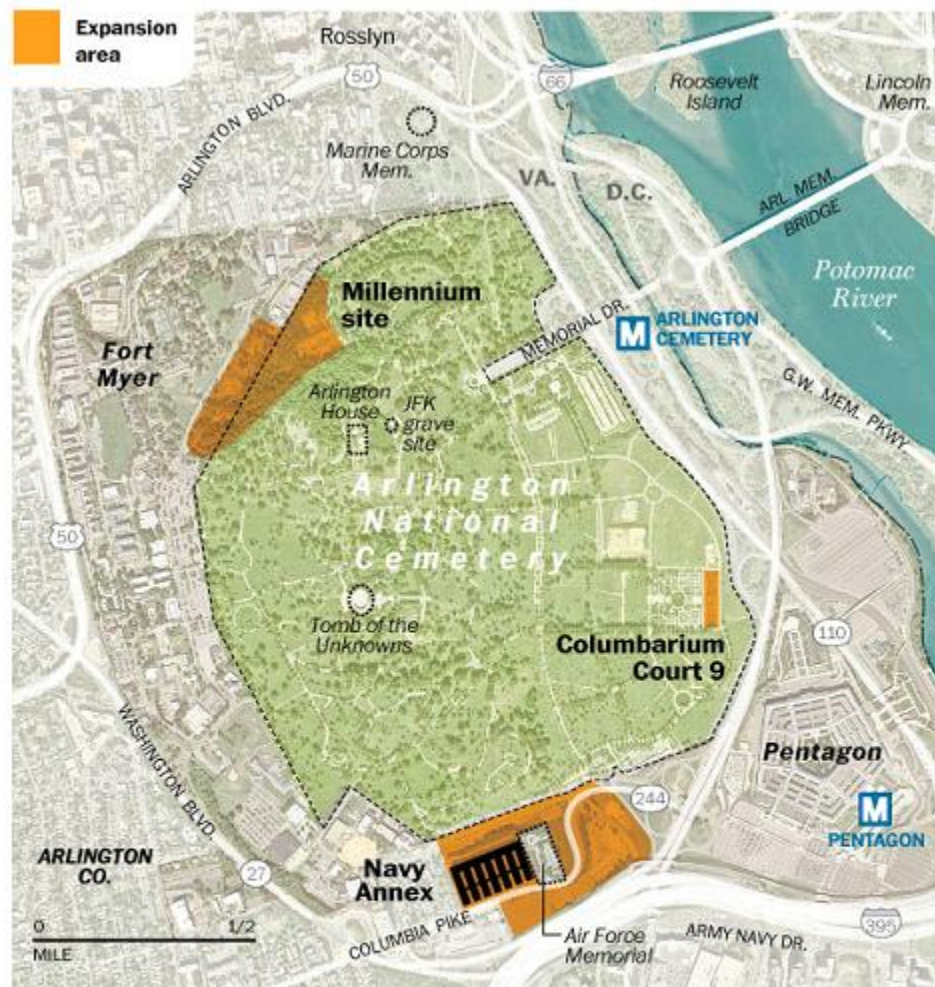 Expansion
area
Rosslyn
50
66
Roosevelt
Island
Lincoln
Mem.
ARLINGTON BLVD.
Marine Corps
Mem.
VA.
D.C.
ARL. MEM.
BRIDGE
Potomac
River
Millennium
site
MEMORIAL DR.
M ARLINGTON
CEMETERY
Fort
Myer
G.W. MEM. PKWY
Arlington
House
JFK
grave
site
Arlington
National
Cemetery
50
Tomb of the
Unknowns
Columbarium
Court 9
110
WASHINGTON BLVD.
Pentagon
244
M
PENTAGON
ARLINGTON
CO.
27
Navy
Annex
0 1/2
MILE
COLUMBIA PIKE
Air Force
Memorial
ARMY NAVY DR.
395